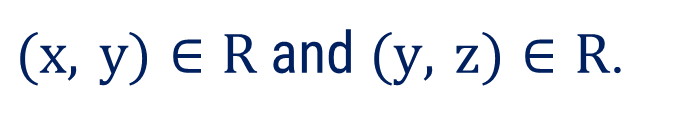 (x, y) ∈ R and (y, z) ∈ R.